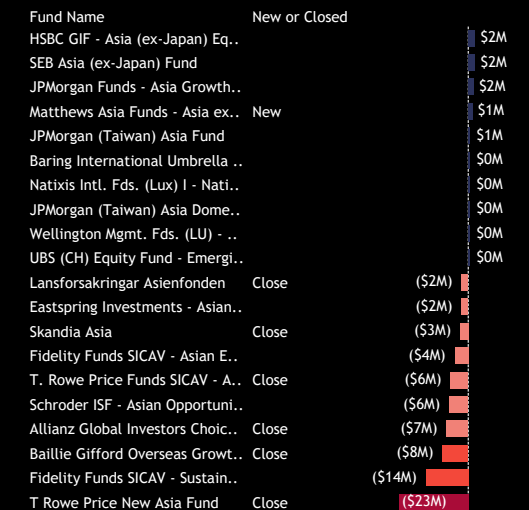 Fund Name New or Closed
HSBC GIF - Asia (ex-Japan) Eq.. $2M
SEB Asia (ex-Japan) Fund $2M
JPMorgan Funds - Asia Growth.. $2M
Matthews Asia Funds - Asia ex.. New $1M
JPMorgan (Taiwan) Asia Fund $1M
Baring International Umbrella .. $0M
Natixis Intl. Fds. (Lux) I - Nati.. $0M
JPMorgan (Taiwan) Asia Dome.. $0M
Wellington Mgmt. Fds. (LU) - .. $0M
UBS (CH) Equity Fund - Emergi.. $0M
Lansforsakringar Asienfonden Close ($2M)
Eastspring Investments - Asian.. ($2M)
Skandia Asia Close ($3M)
Fidelity Funds SICAV - Asian E.. ($4M)
T. Rowe Price Funds SICAV - A.. Close ($6M)
Schroder ISF - Asian Opportuni.. ($6M)
Allianz Global Investors Choic.. Close ($7M)
Baillie Gifford Overseas Growt.. Close ($8M)
Fidelity Funds SICAV - Sustain.. ($14M)
T Rowe Price New Asia Fund Close ($23M)